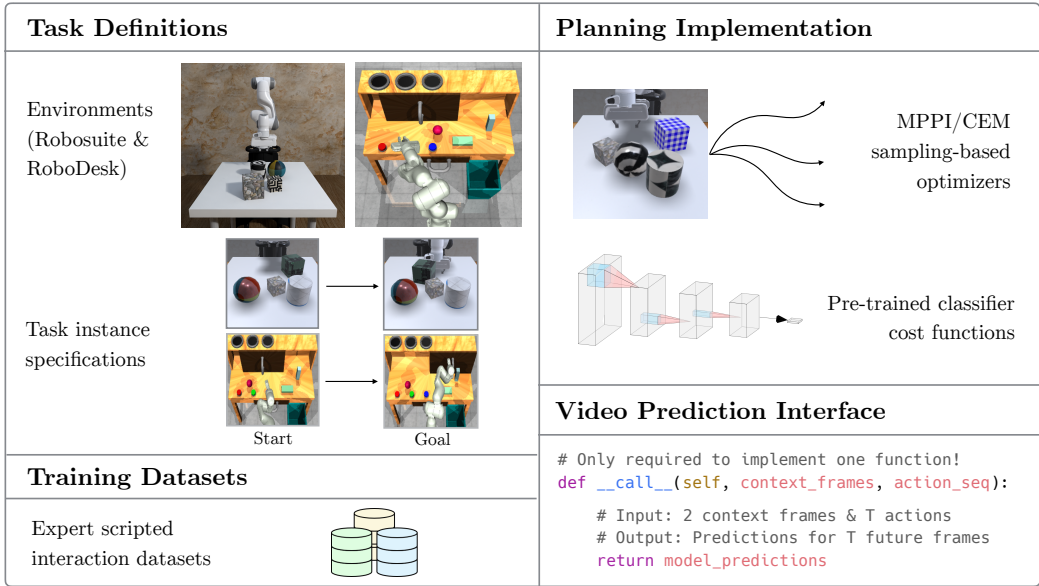 Task Definitions
Environments
(Robosuite &
RoboDesk)
Task instance
specifications
Start
Goal
Training Datasets
Expert scripted
interaction datasets
Planning Implementation
MPPI/CEM
sampling-based
optimizers
Pre-trained classifier
cost functions
Video Prediction Interface
# Only required to implement one function!
def __call__(self, context_frames, action_seq):
# Input: 2 context frames & T actions
# Output: Predictions for T future frames
return model_predictions